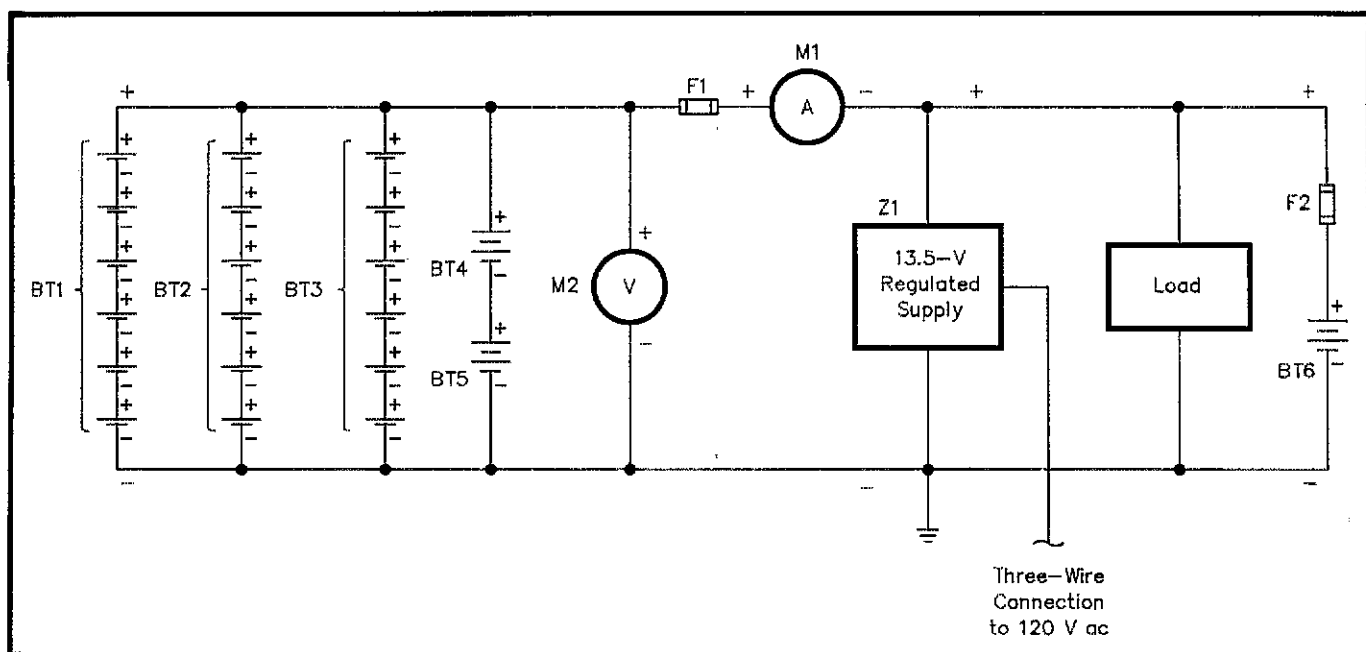 M1
F1
+
+
A
−
+
+
BT1
BT2
BT3
+
−
+
−
+
−
+
−
+
−
+
−
+
−
+
−
+
−
+
−
+
−
+
−
+
−
+
−
+
−
+
−
+
−
+
−
BT4
+
−
BT5
+
−
M2
V
+
−
Z1
13.5−V
Regulated
Supply
Load
F2
+
BT6
−
−
−
−
Three−Wire
Connection
to 120 V ac